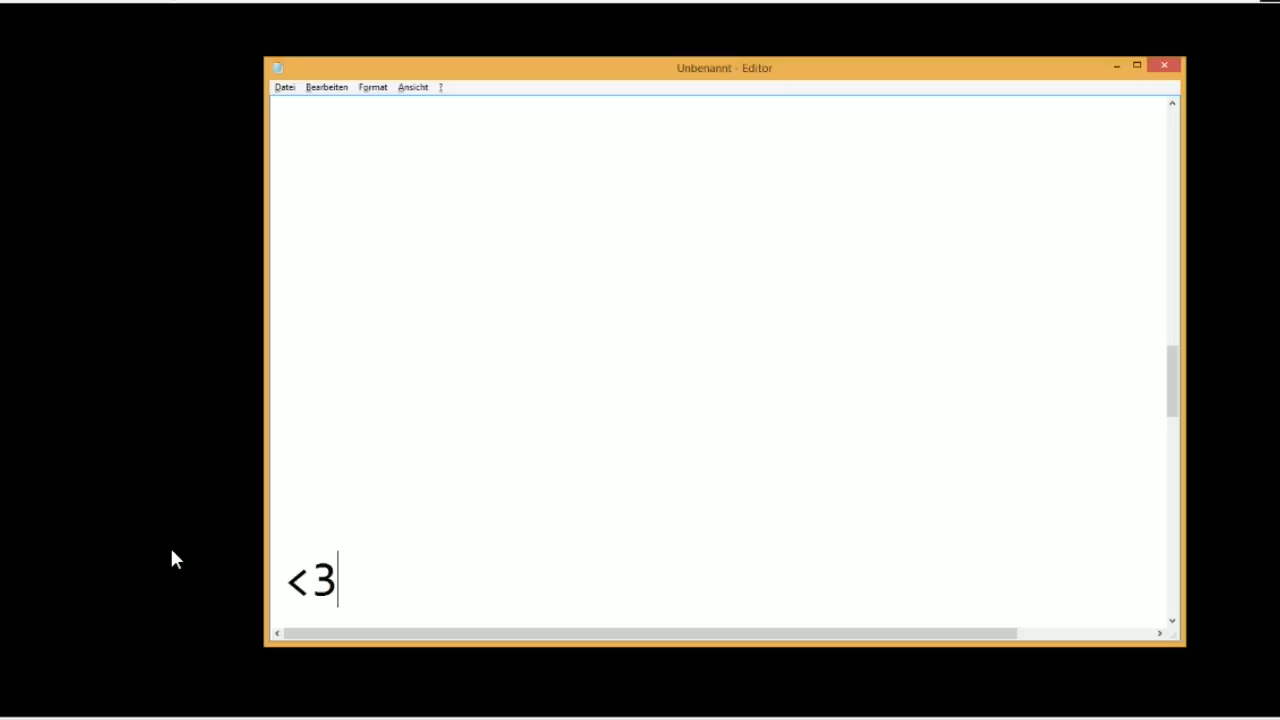 Unbenannt - Editor
Datei Bearbeiten Format Ansicht ?
<3